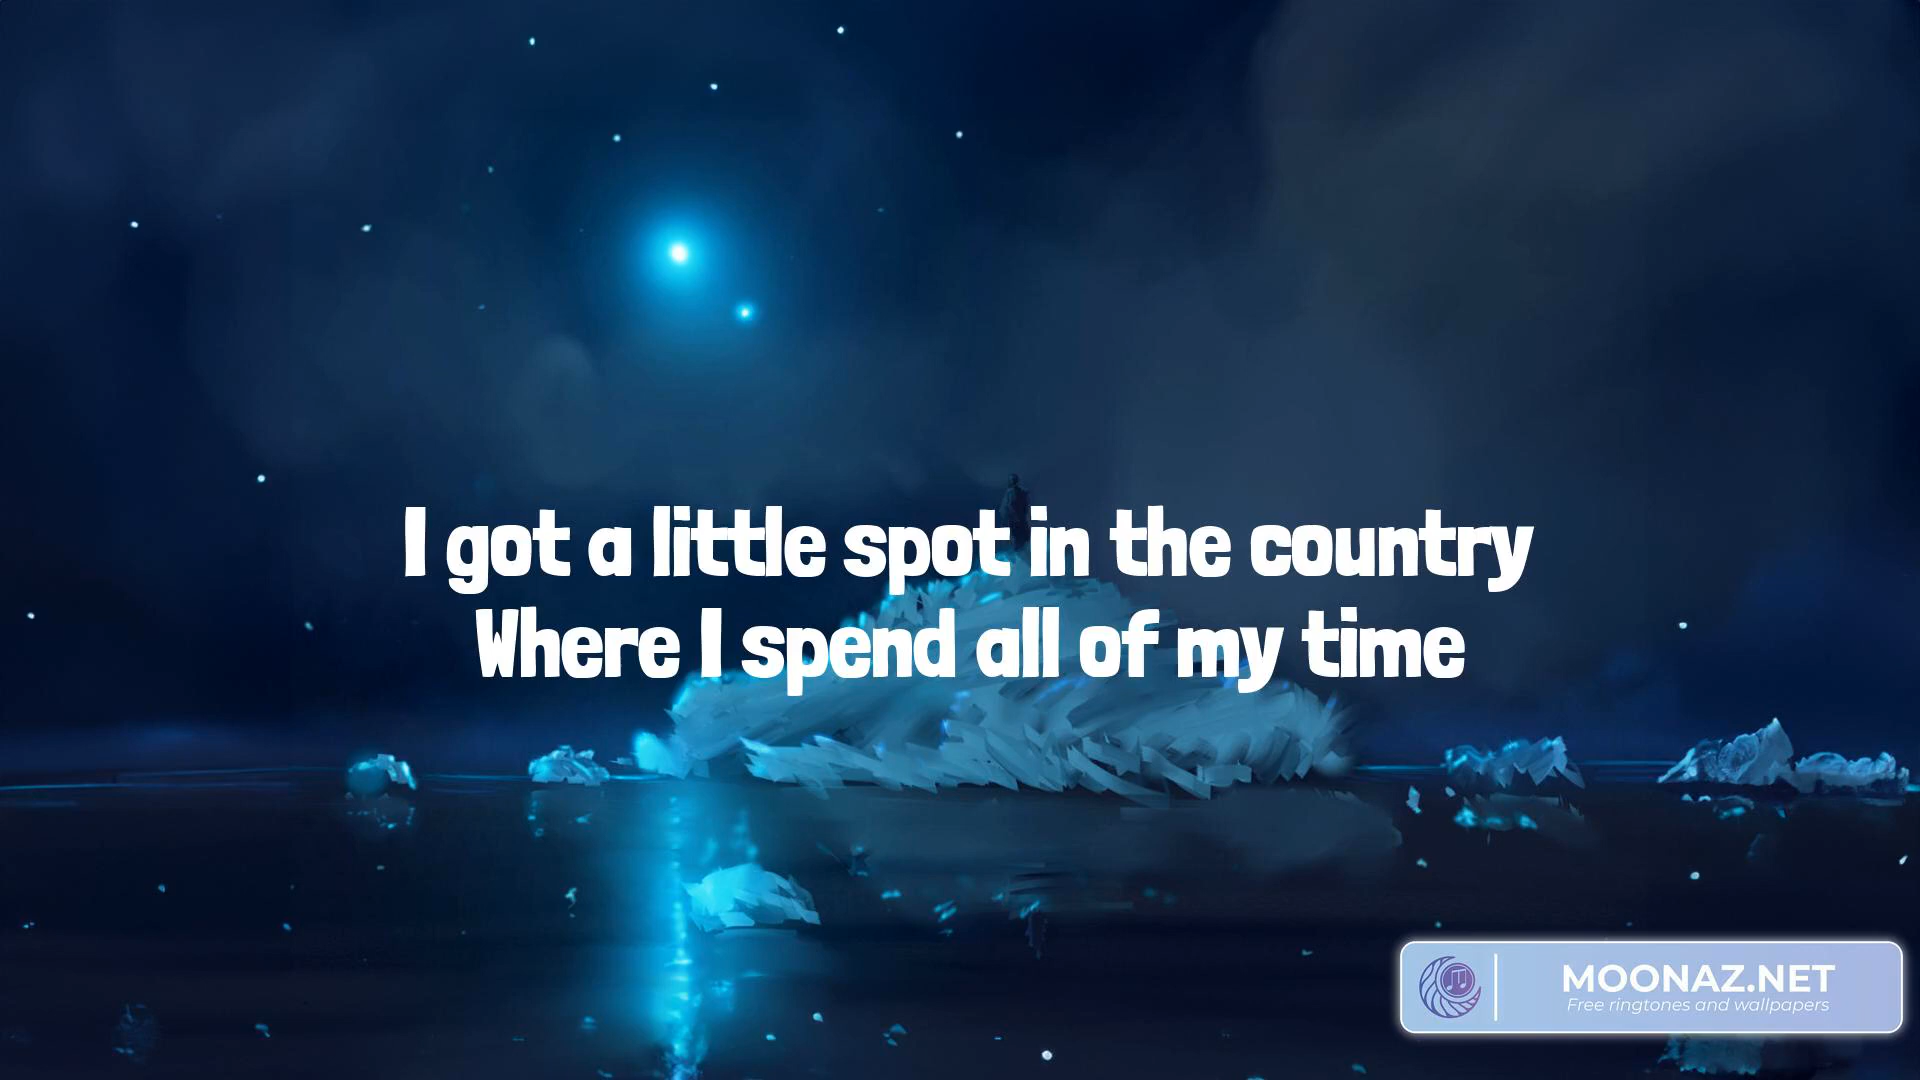 I got a little spot in the country
Where I spend all of my time
MOONAZ.NET
Free ringtones and wallpapers